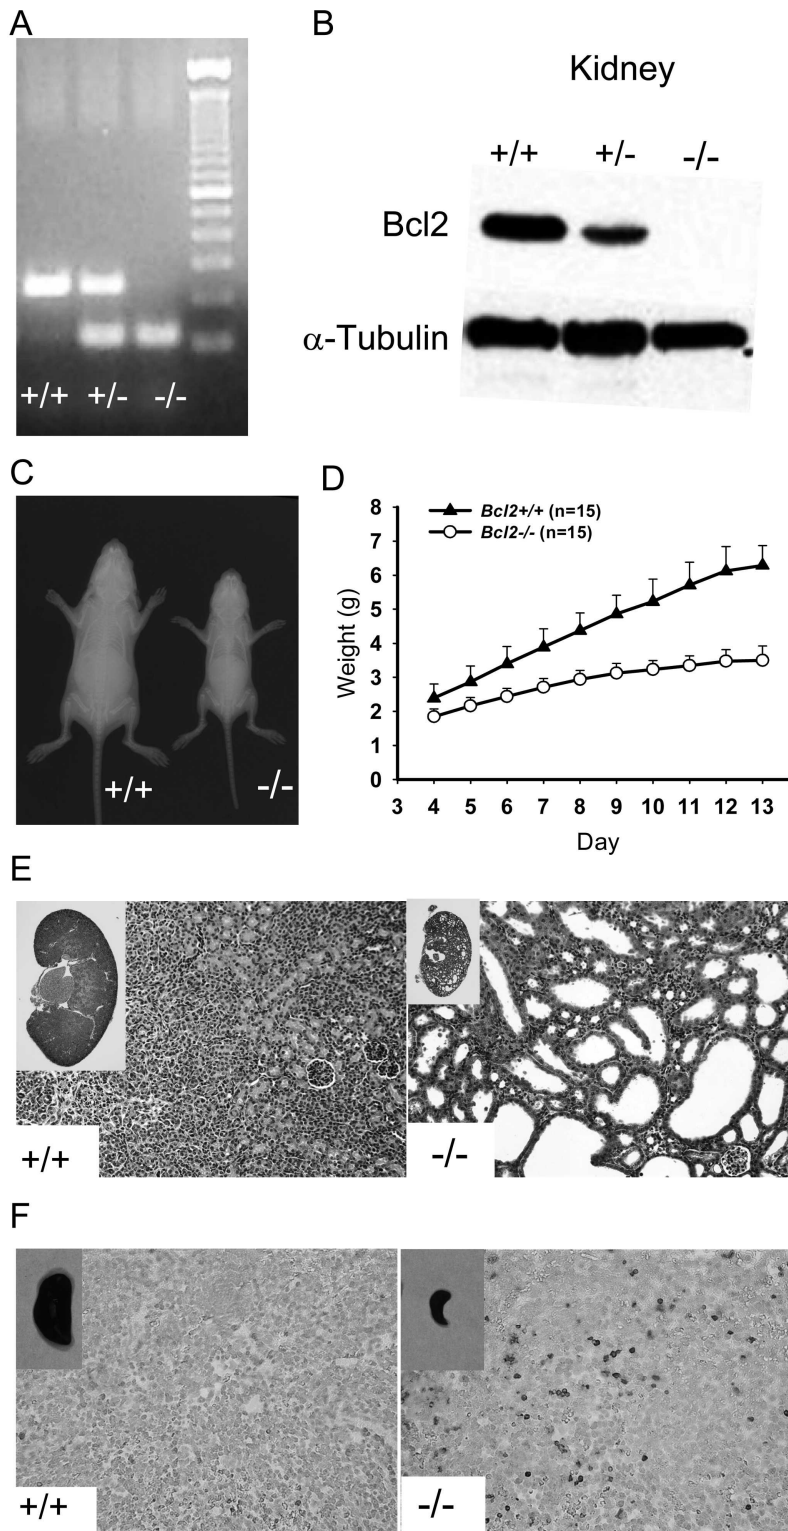 A
+/+ +/- -/-
B
Kidney
+/+ +/- -/-
Bcl2
α-Tubulin
C
+/+ -/-
D
Bcl2+/+ (n=15)
Bcl2-/- (n=15)
Weight (g)
8
7
6
5
4
3
2
1
0
3 4 5 6 7 8 9 10 11 12 13
Day
E
+/+ -/-
F
+/+ -/-